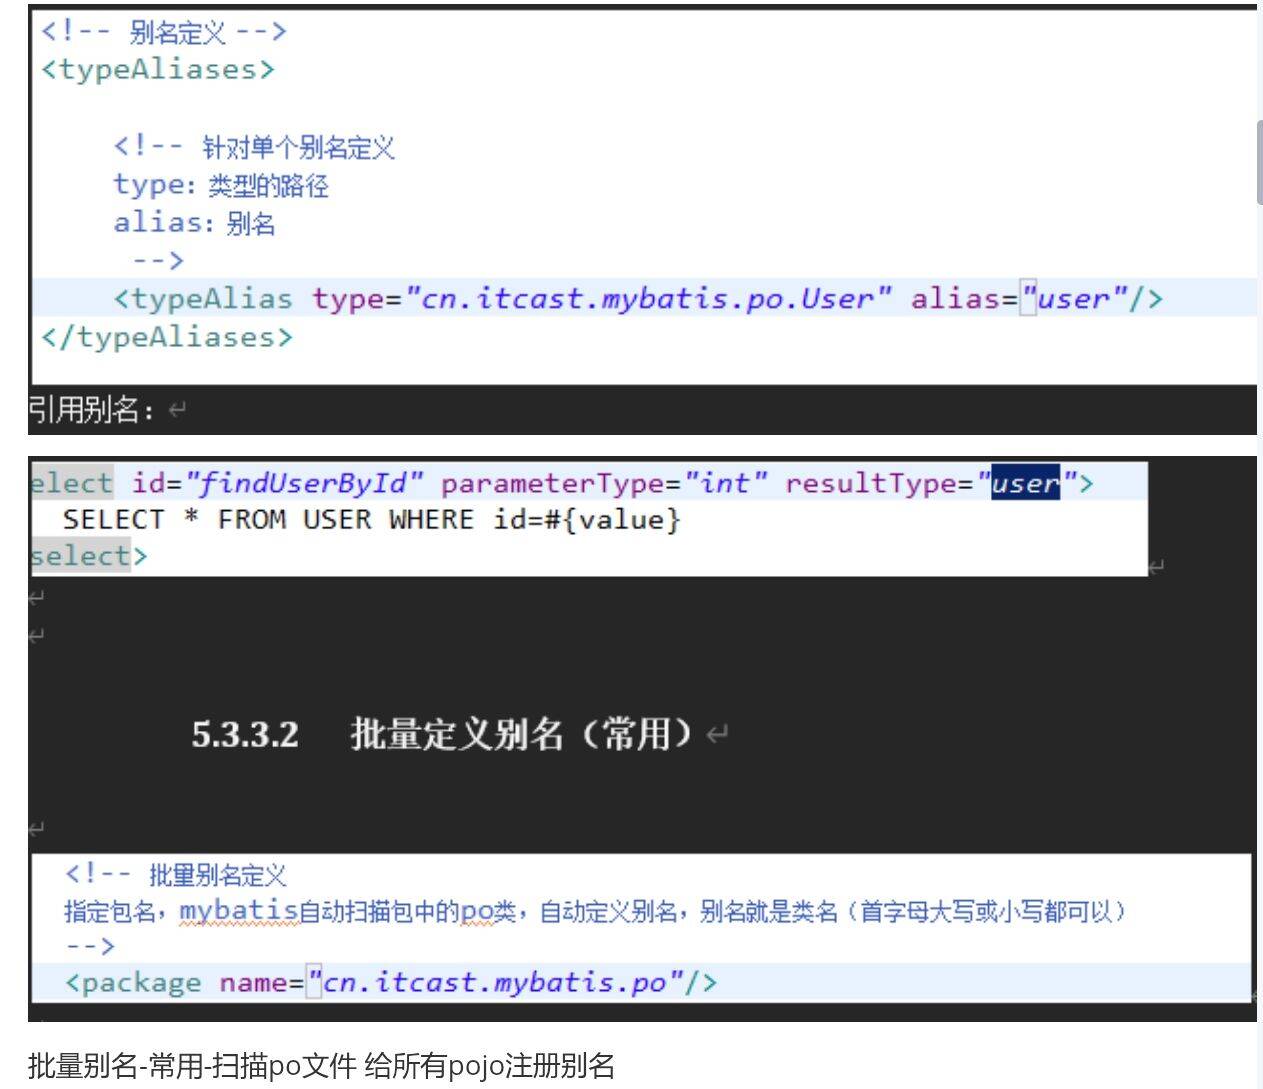 <!-- 别名定义 -->
<typeAliases>
<!-- 针对单个别名定义
type：类型的路径
alias：别名
-->
<typeAlias type="cn.itcast.mybatis.po.User" alias="user"/>
</typeAliases>
引用别名：↵
elect id="findUserById" parameterType="int" resultType="user">
SELECT * FROM USER WHERE id=#{value}
select>
↵
↵
↵
5.3.3.2 批量定义别名（常用）↵
↵
<!-- 批量别名定义
指定包名，mybatis自动扫描包中的po类，自动定义别名，别名就是类名（首字母大写或小写都可以）
-->
<package name="cn.itcast.mybatis.po"/>
批量别名-常用-扫描po文件 给所有pojo注册别名